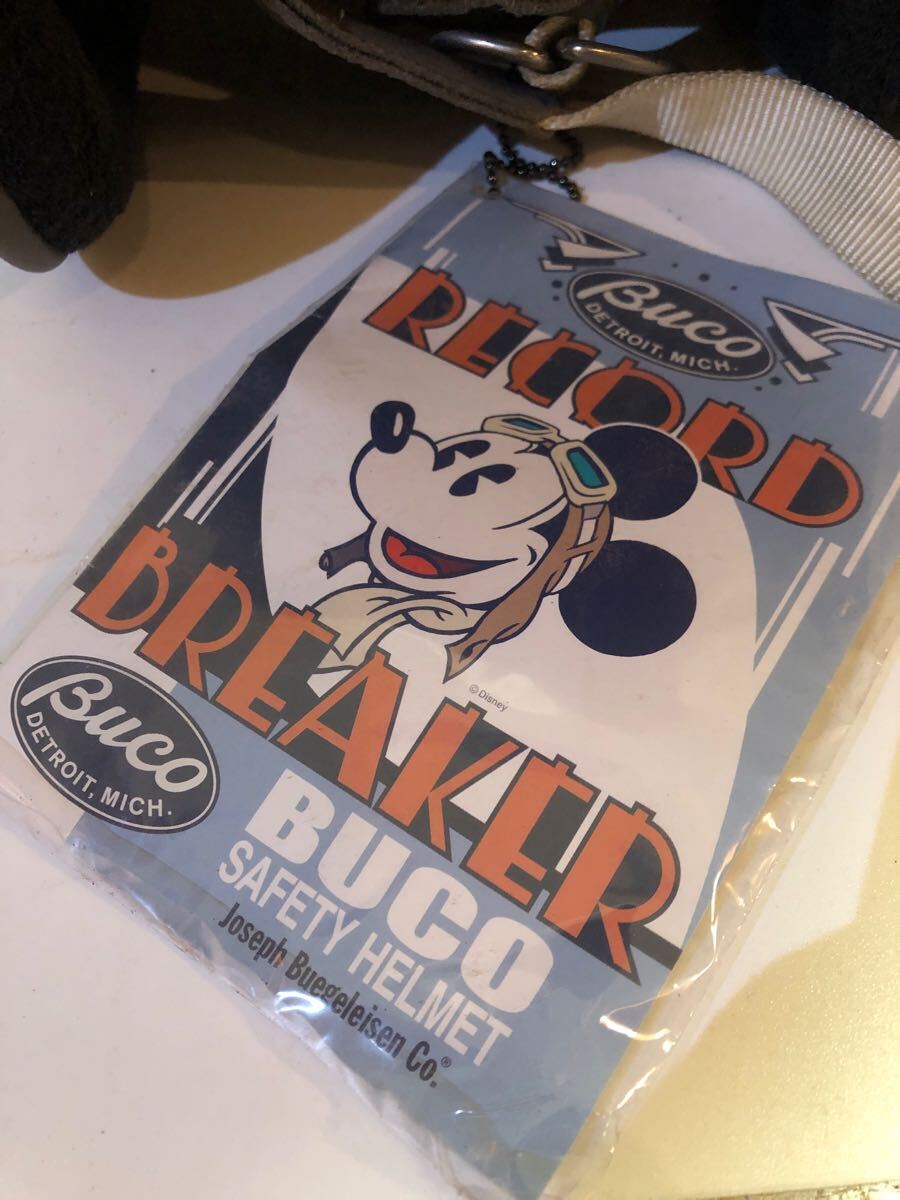 Buco
DETROIT, MICH.
RECORD
©Disney
BREAKER
Buco
DETROIT, MICH.
BUCO
SAFETY HELMET
Joseph Buegeleisen Co.®